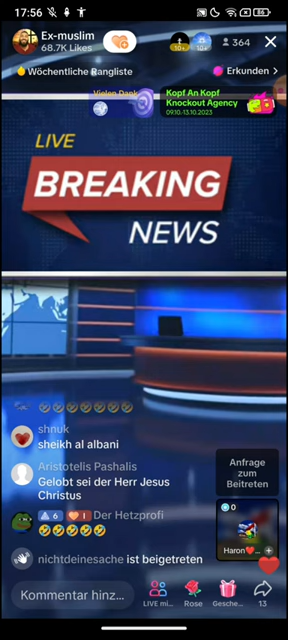 17:56
86
Ex-muslim
68.7K Likes
10+
10+
364
Wöchentliche Rangliste
Erkunden >
Vielen Dank
Kopf An Kopf
Knockout Agency
09.10-13.10.2023
LIVE
BREAKING
NEWS
shnuk
sheikh al albani
Aristotelis Pashalis
Gelobt sei der Herr Jesus
Christus
6
1
Der Hetzprofi
nichtdeinesache ist beigetreten
Anfrage
zum
Beitreten
0
Haron❤️...
Kommentar hinz...
LIVE mi...
Rose
Gesche...
13